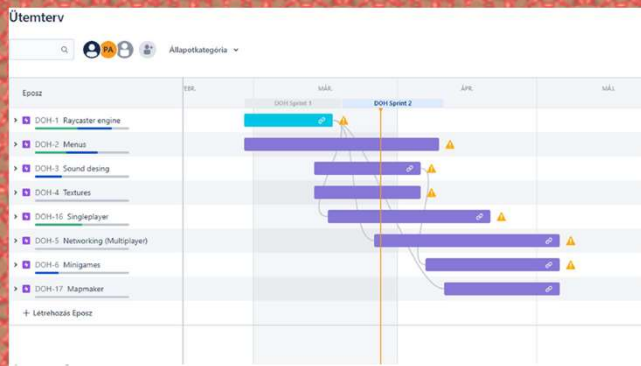 Ütemterv
PA
Állapotkategória
Eposz
EBR.
MÁR.
ÁPR.
MÁJ.
DOH Sprint 1
DOH Sprint 2
DOH-1 Raycaster engine
DOH-2 Menus
DOH-3 Sound desing
DOH-4 Textures
DOH-16 Singleplayer
DOH-5 Networking (Multiplayer)
DOH-6 Minigames
DOH-17 Mapmaker
+ Létrehozás Eposz